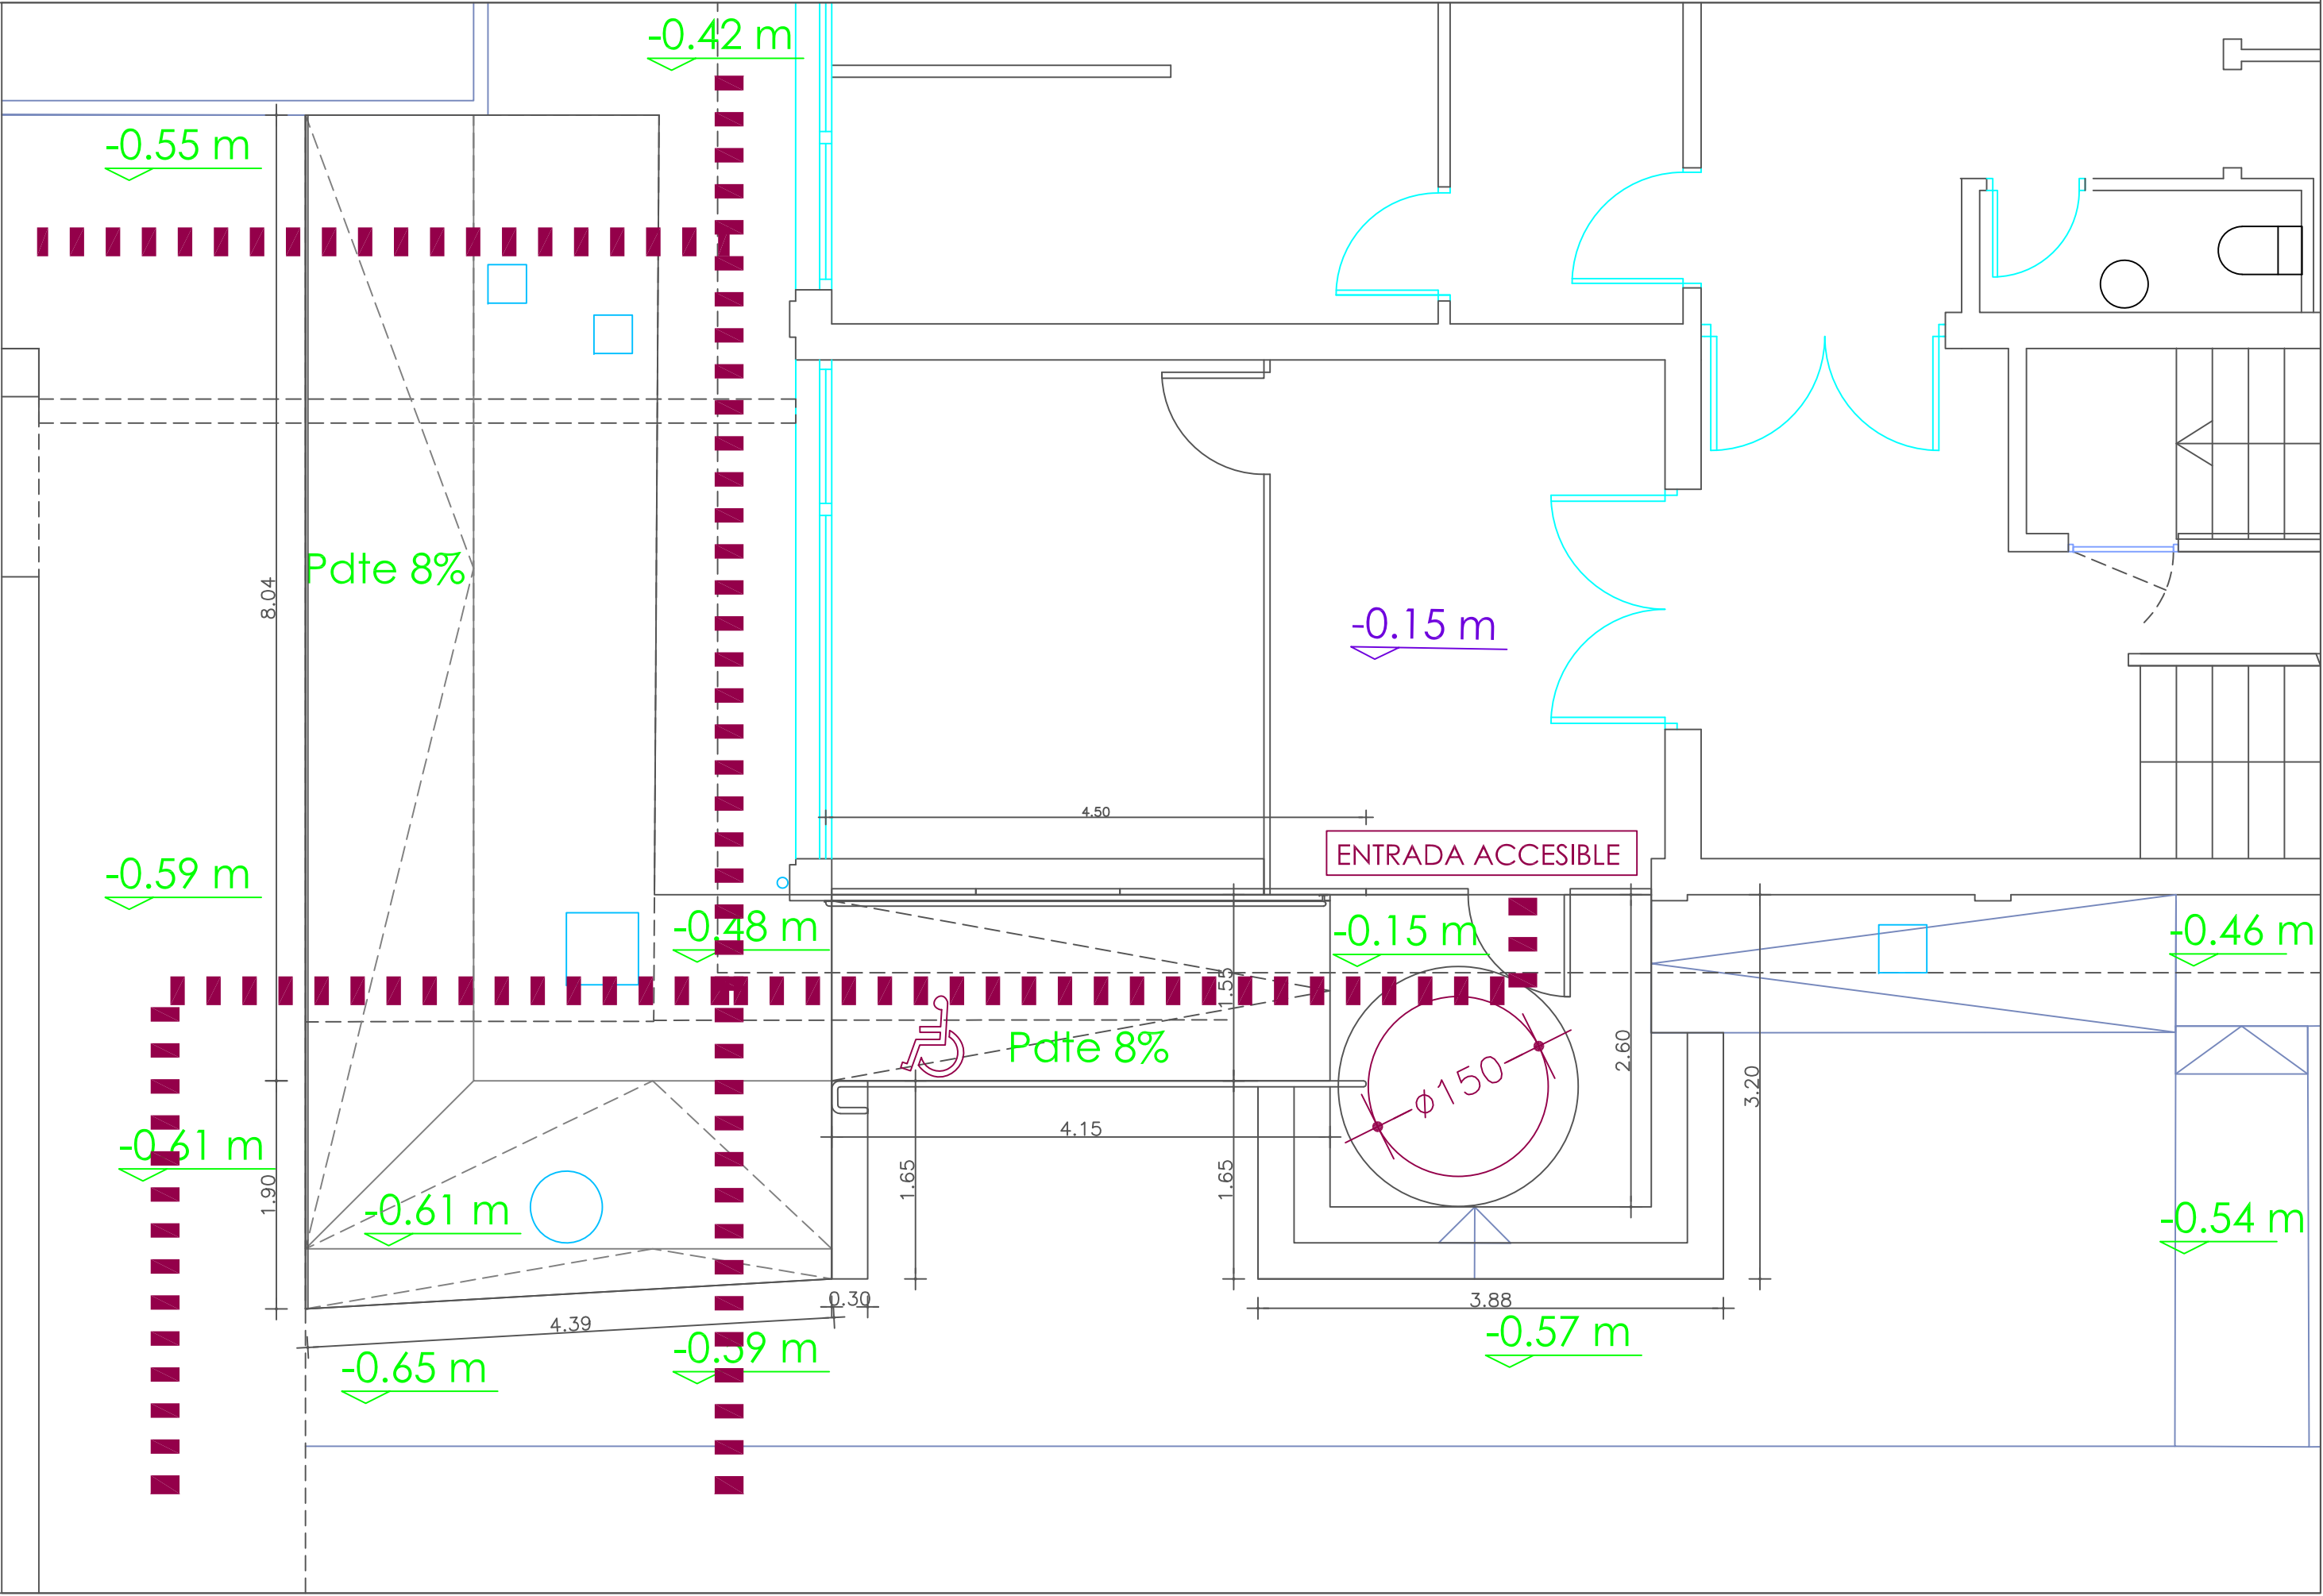 -0.42 m
-0.55 m
Pdte 8%
8.04
-0.15 m
4.50
ENTRADA ACCESIBLE
-0.59 m
-0.48 m
-0.15 m
-0.46 m
1.55
Pdte 8%
ø150
2.60
3.20
4.15
-0.61 m
1.90
-0.61 m
1.65
1.65
-0.54 m
0.30
3.88
4.39
-0.59 m
-0.57 m
-0.65 m